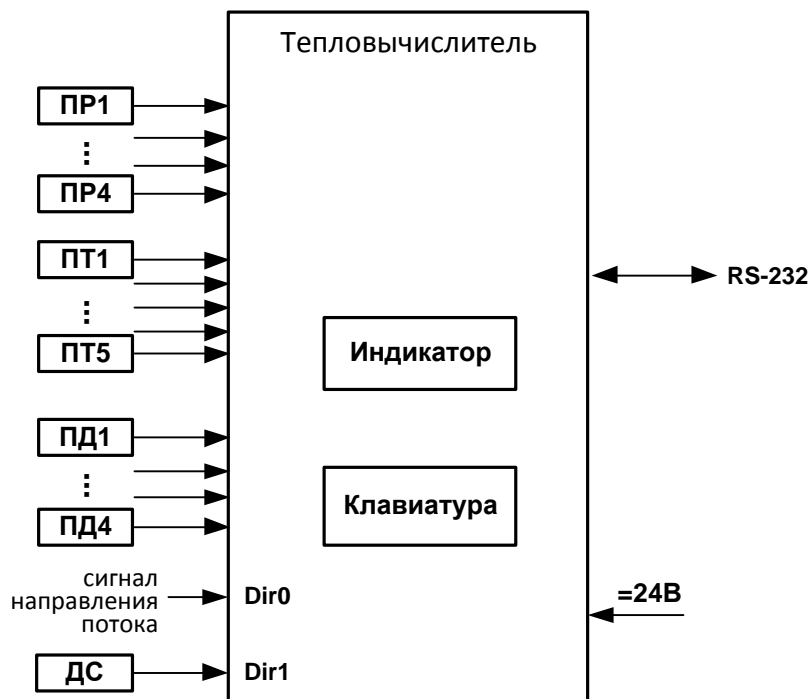 Тепловычислитель
ПР1
ПР4
ПТ1
ПТ5
ПД1
ПД4
сигнал
направления
потока
ДС
Dir0
Dir1
Индикатор
Клавиатура
RS-232
=24В